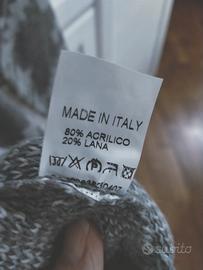 MADE IN ITALY
80% ACRILICO
20% LANA
subito